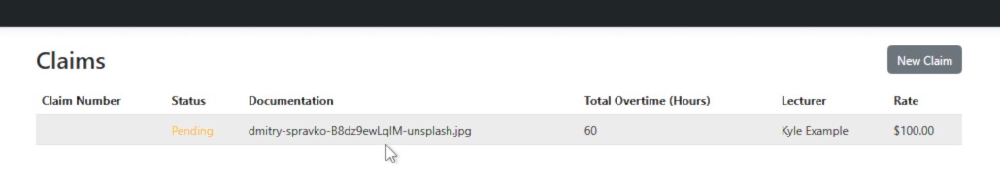 Claims
New Claim
Claim Number Status Documentation Total Overtime (Hours) Lecturer Rate
Pending dmitry-spravko-B8dz9ewLqIM-unsplash.jpg 60 Kyle Example $100.00